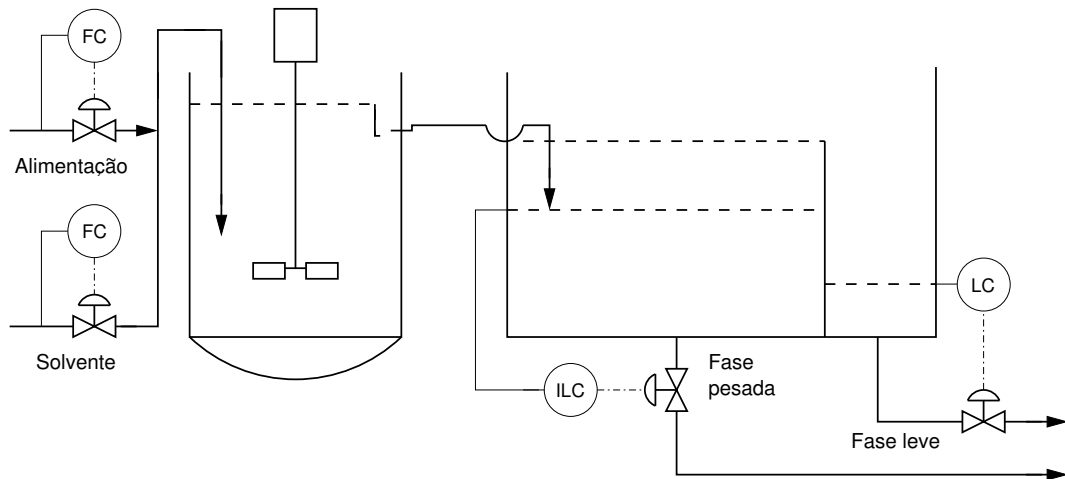 FC
Alimentação
FC
Solvente
LC
ILC
Fase
pesada
Fase leve